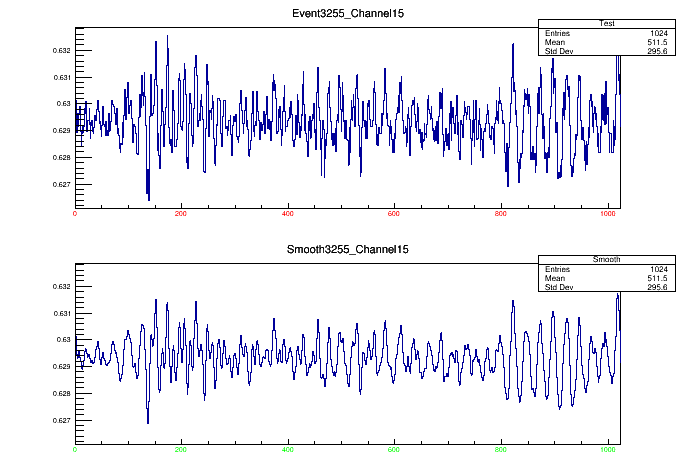 Event3255_Channel15
Test
Entries 1024
Mean 511.5
Std Dev 295.6
0.632
0.631
0.63
0.629
0.628
0.627
0 200 400 600 800 1000
Smooth3255_Channel15
Smooth
Entries 1024
Mean 511.5
Std Dev 295.6
0.632
0.631
0.63
0.629
0.628
0.627
0 200 400 600 800 1000